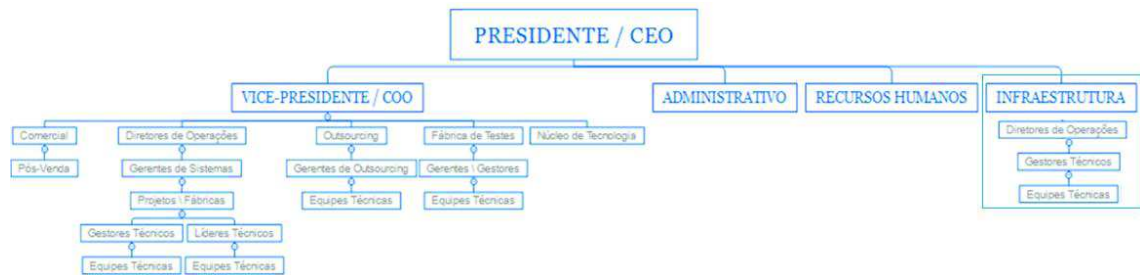 PRESIDENTE / CEO
VICE-PRESIDENTE / COO
ADMINISTRATIVO
RECURSOS HUMANOS
INFRAESTRUTURA
Comercial
Diretores de Operações
Outsourcing
Fábrica de Testes
Núcleo de Tecnologia
Diretores de Operações
Pós-Venda
Gerentes de Sistemas
Gerentes de Outsourcing
Gerentes \ Gestores
Gestores Técnicos
Projetos \ Fábricas
Equipes Técnicas
Equipes Técnicas
Equipes Técnicas
Gestores Técnicos
Líderes Técnicos
Equipes Técnicas
Equipes Técnicas